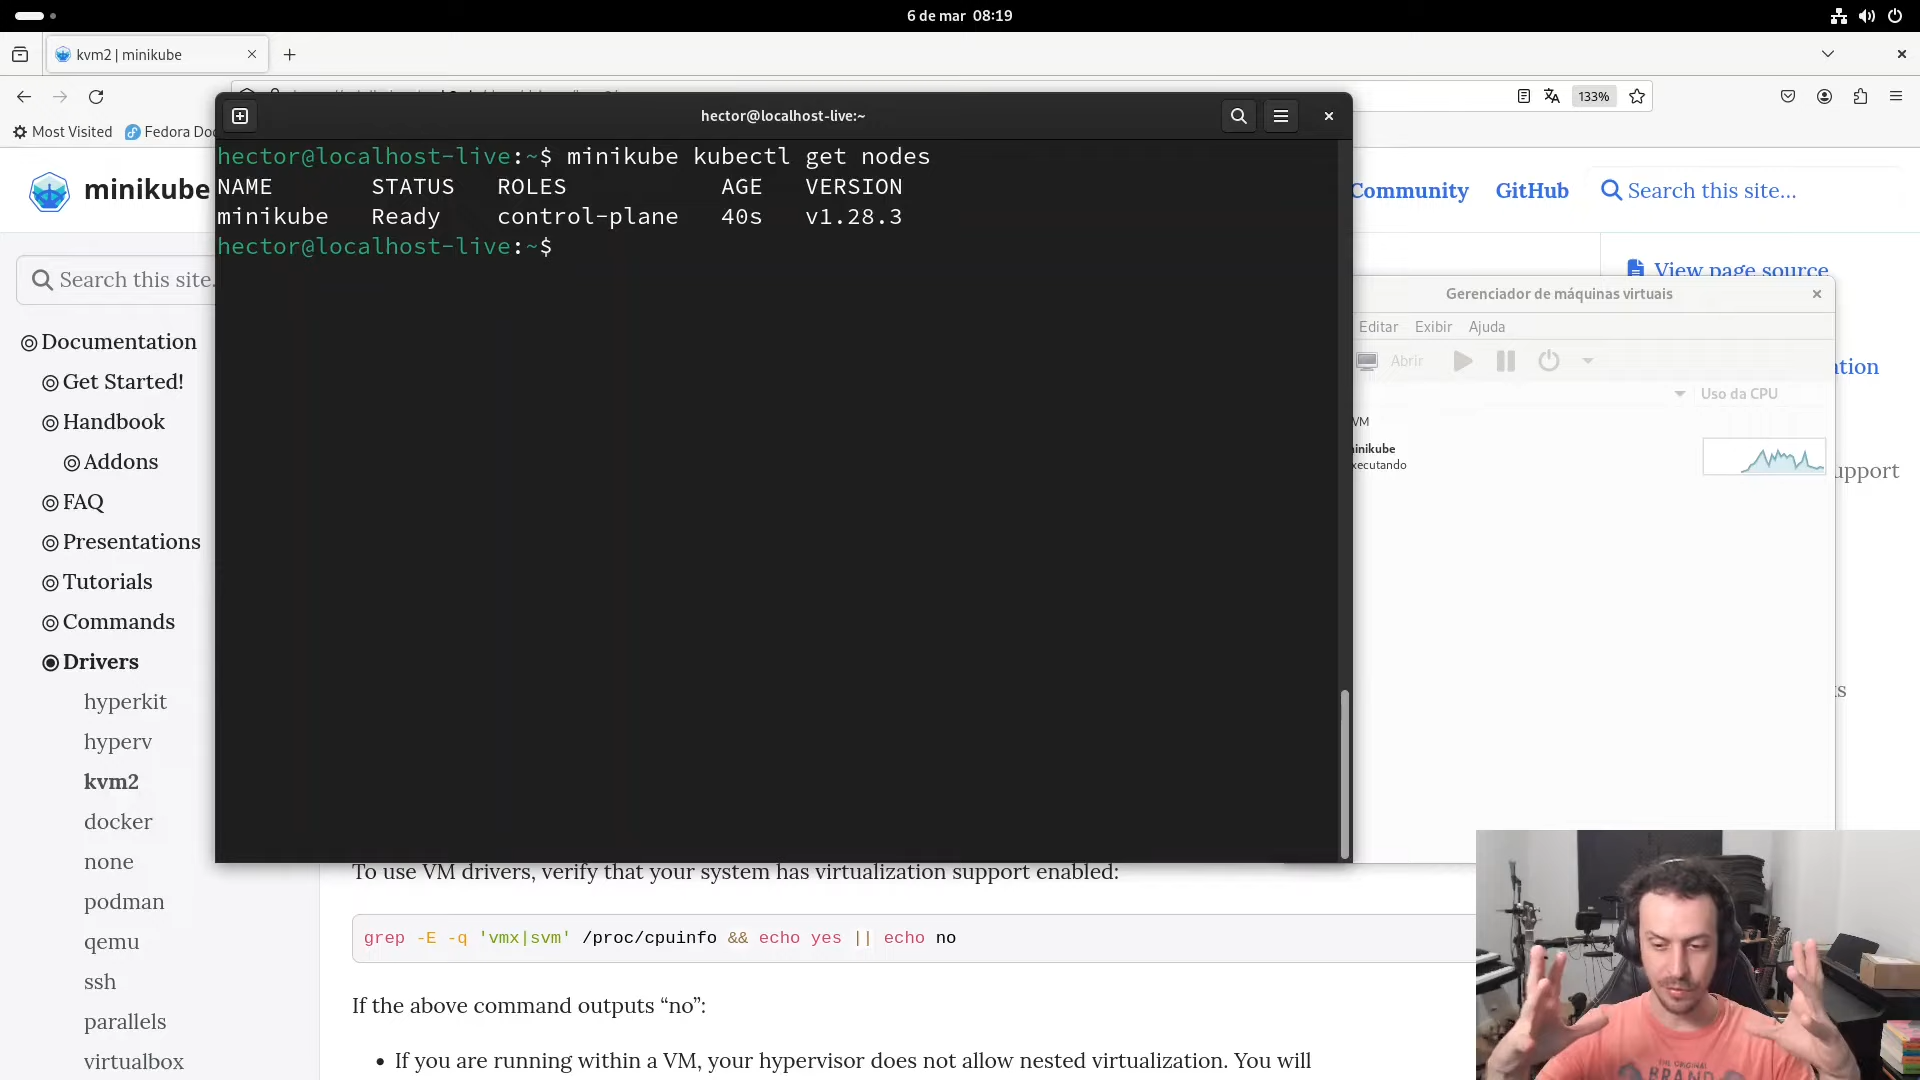 6 de mar 08:19
kvm2 | minikube
133%
Most Visited
Fedora Doc
hector@localhost-live:~
hector@localhost-live:~$ minikube kubectl get nodes
NAME STATUS ROLES AGE VERSION
minikube Ready control-plane 40s v1.28.3
hector@localhost-live:~$
minikube
Community
GitHub
Search this site…
Search this site.
View page source
Documentation
Get Started!
Handbook
Addons
FAQ
Presentations
Tutorials
Commands
Drivers
hyperkit
hyperv
kvm2
docker
none
podman
qemu
ssh
parallels
virtualbox
Gerenciador de máquinas virtuais
Editar Exibir Ajuda
Abrir
Uso da CPU
VM
inikube
xecutando
ation
upport
ks
To use VM drivers, verify that your system has virtualization support enabled:
grep -E -q 'vmx|svm' /proc/cpuinfo && echo yes || echo no
If the above command outputs “no”:
• If you are running within a VM, your hypervisor does not allow nested virtualization. You will
THE ORIGINAL
BRAND